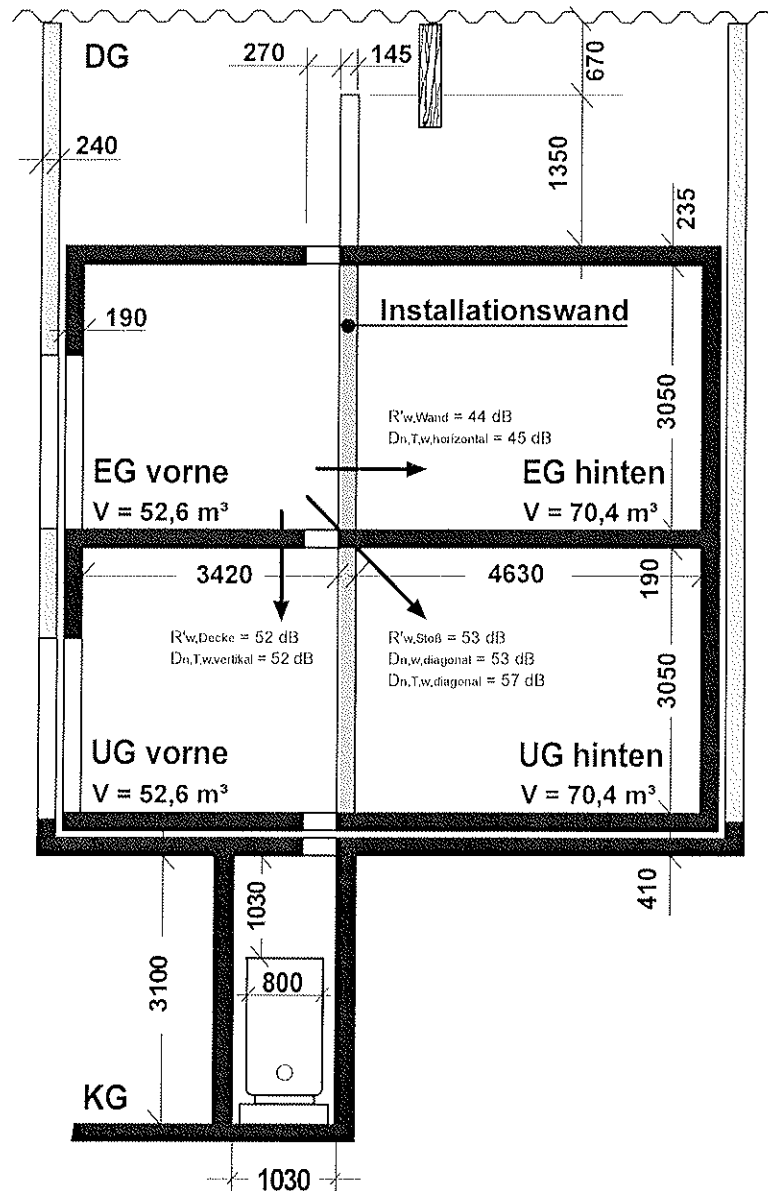 DG
270
145
670
240
1350
235
190
Installationswand
3050
R'w,Wand = 44 dB
Dn,T,w,horizontal = 45 dB
EG vorne
V = 52,6 m³
EG hinten
V = 70,4 m³
3420
4630
190
R'w,Decke = 52 dB
Dn,T,w,vertikal = 52 dB
R'w,Stoß = 53 dB
Dn,w,diagonal = 53 dB
Dn,T,w,diagonal = 57 dB
3050
UG vorne
V = 52,6 m³
UG hinten
V = 70,4 m³
1030
410
3100
800
KG
1030